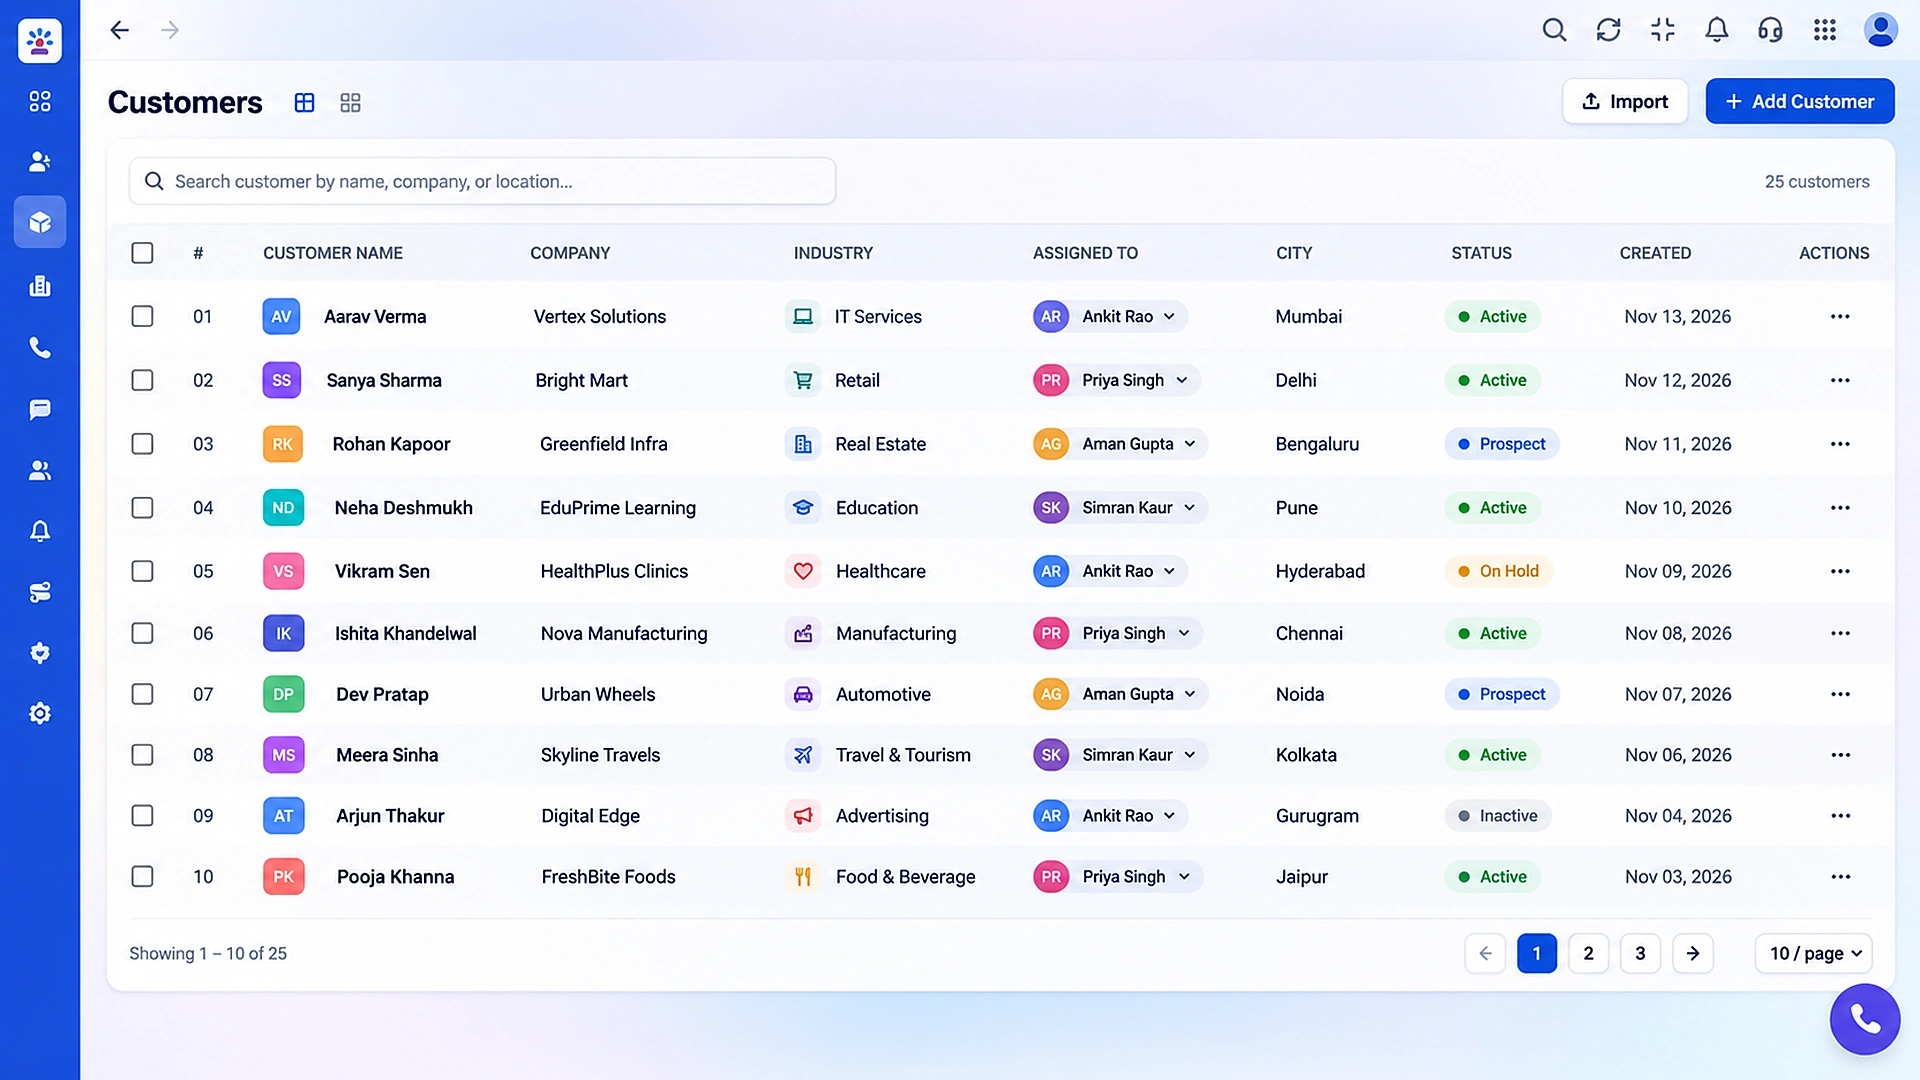 Customers
Import
+ Add Customer
Search customer by name, company, or location...
25 customers
# CUSTOMER NAME COMPANY INDUSTRY ASSIGNED TO CITY STATUS CREATED ACTIONS
01 AV Aarav Verma Vertex Solutions IT Services AR Ankit Rao Mumbai Active Nov 13, 2026
02 SS Sanya Sharma Bright Mart Retail PR Priya Singh Delhi Active Nov 12, 2026
03 RK Rohan Kapoor Greenfield Infra Real Estate AG Aman Gupta Bengaluru Prospect Nov 11, 2026
04 ND Neha Deshmukh EduPrime Learning Education SK Simran Kaur Pune Active Nov 10, 2026
05 VS Vikram Sen HealthPlus Clinics Healthcare AR Ankit Rao Hyderabad On Hold Nov 09, 2026
06 IK Ishita Khandelwal Nova Manufacturing Manufacturing PR Priya Singh Chennai Active Nov 08, 2026
07 DP Dev Pratap Urban Wheels Automotive AG Aman Gupta Noida Prospect Nov 07, 2026
08 MS Meera Sinha Skyline Travels Travel & Tourism SK Simran Kaur Kolkata Active Nov 06, 2026
09 AT Arjun Thakur Digital Edge Advertising AR Ankit Rao Gurugram Inactive Nov 04, 2026
10 PK Pooja Khanna FreshBite Foods Food & Beverage PR Priya Singh Jaipur Active Nov 03, 2026
Showing 1 – 10 of 25
1 2 3
10 / page